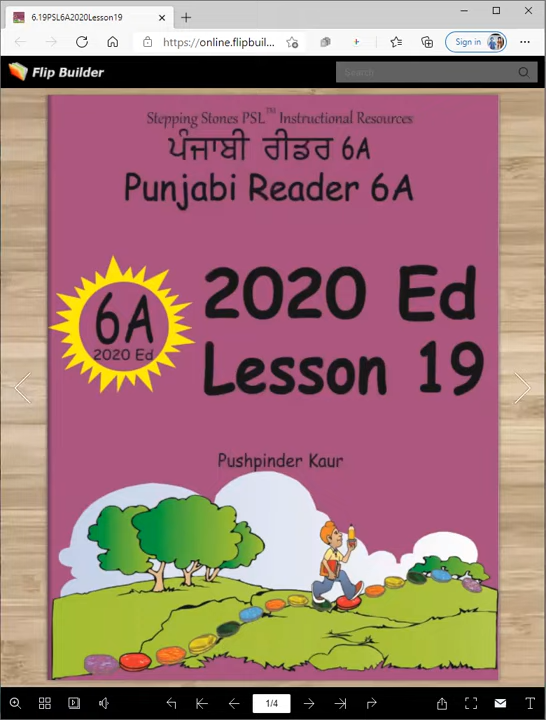 6.19PSL6A2020Lesson19
https://online.flipbuil...
Sign in
Flip Builder
Search
Stepping Stones PSL™ Instructional Resources
ਪੰਜਾਬੀ ਰੀਡਰ 6A
Punjabi Reader 6A
6A
2020 Ed
2020 Ed
Lesson 19
Pushpinder Kaur
1/4